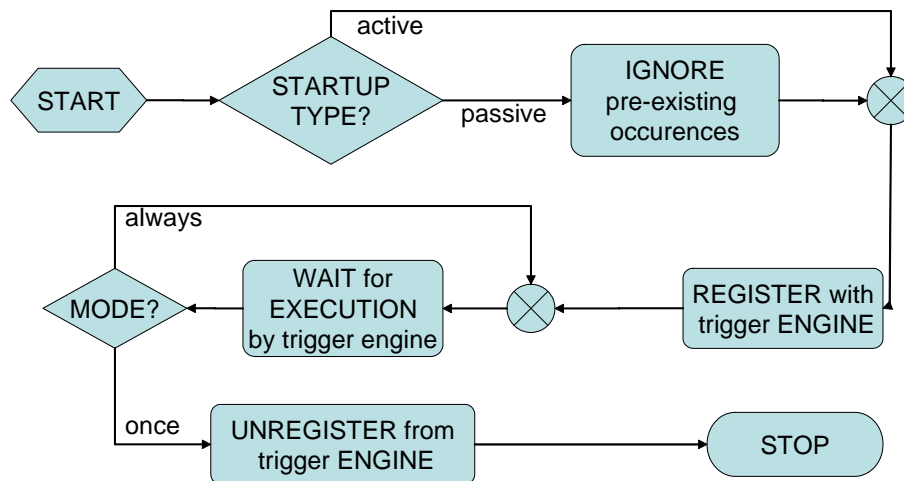 active
START
STARTUP
TYPE?
passive
IGNORE
pre-existing
occurences
always
MODE?
WAIT for
EXECUTION
by trigger engine
REGISTER with
trigger ENGINE
once
UNREGISTER from
trigger ENGINE
STOP